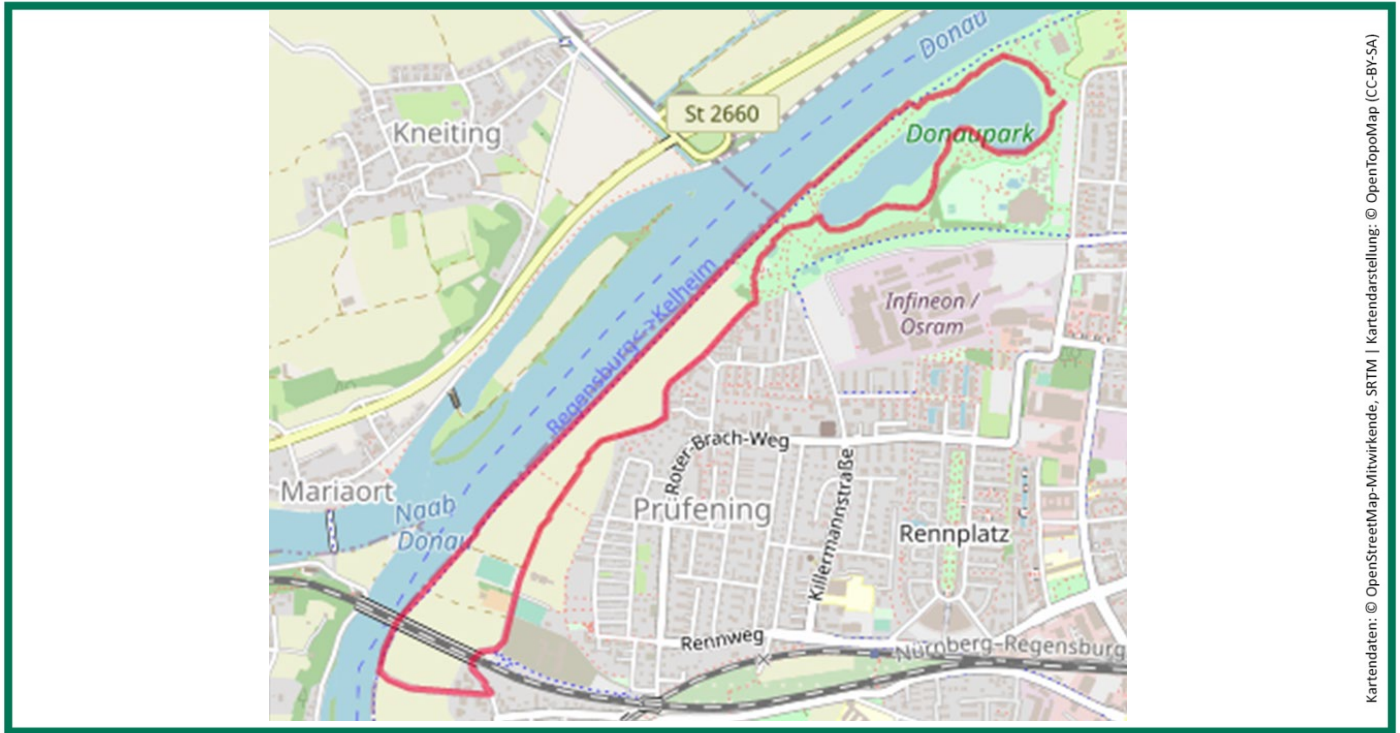 Donau
St 2660
Kneiting
Donaupark
Regensburg<->Kelheim
Infineon /
Osram
Roter-Brach-Weg
Mariaort
Naab
Donau
Prüfening
Killermannstraße
Rennplatz
Rennweg
Nürnberg-Regensburg
Kartendaten: © OpenStreetMap-Mitwirkende, SRTM | Kartendarstellung: © OpenTopoMap (CC-BY-SA)